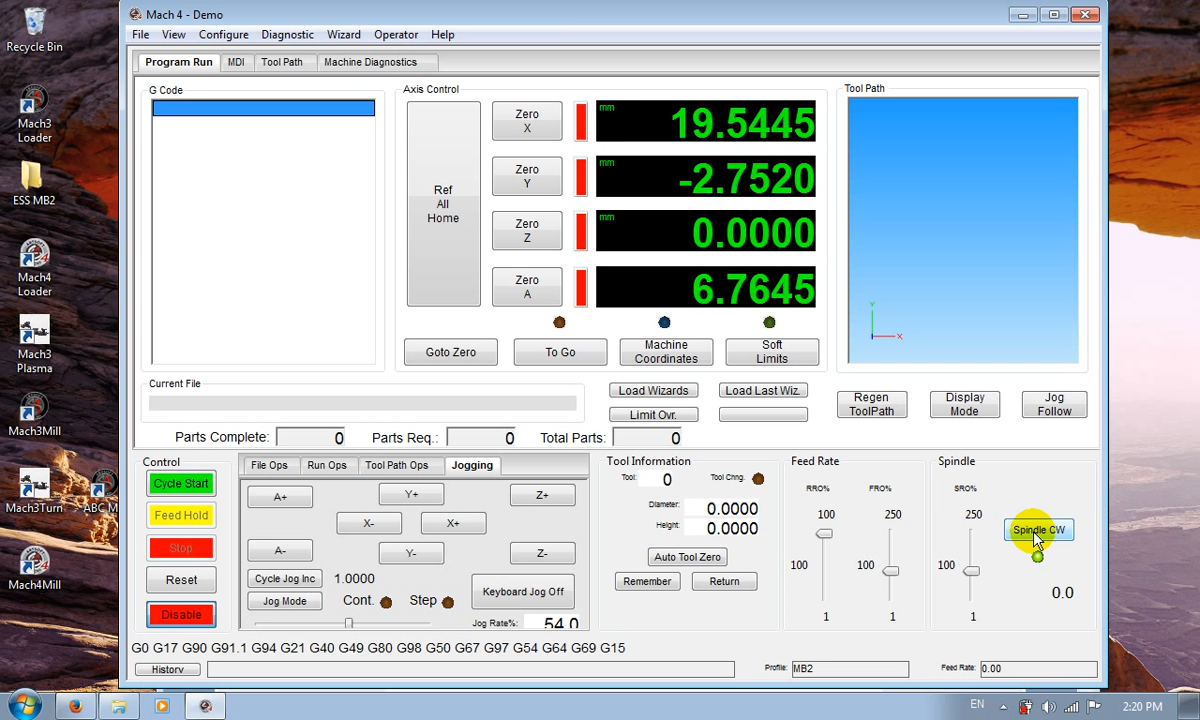 Recycle Bin
Mach3 Loader
ESS MB2
Mach4 Loader
Mach3 Plasma
Mach3Mill
Mach3Turn
ABC M
Mach4Mill
Mach 4 - Demo
File View Configure Diagnostic Wizard Operator Help
Program Run MDI Tool Path Machine Diagnostics
G Code
Axis Control
Tool Path
Ref All Home
Zero X
mm
19.5445
Zero Y
mm
-2.7520
Zero Z
mm
0.0000
Zero A
6.7645
Y
X
Goto Zero
To Go
Machine Coordinates
Soft Limits
Current File
Load Wizards
Load Last Wiz.
Limit Ovr.
Regen ToolPath
Display Mode
Jog Follow
Parts Complete: 0 Parts Req.: 0 Total Parts: 0
Control
Cycle Start
Feed Hold
Stop
Reset
Disable
File Ops Run Ops Tool Path Ops Jogging
A+ Y+ Z+
X- X+
A- Y- Z-
Cycle Jog Inc 1.0000
Jog Mode
Cont. Step
Keyboard Jog Off
Jog Rate% 54.0
Tool Information
Tool: 0 Tool Chng.
Diameter: 0.0000
Height: 0.0000
Auto Tool Zero
Remember Return
Feed Rate
RRO% FRO%
100 250
100 100
1 1
Spindle
SRO%
250
100
1
Spindle CW
0.0
G0 G17 G90 G91.1 G94 G21 G40 G49 G80 G98 G50 G67 G97 G54 G64 G69 G15
History
Profile: MB2
Feed Rate: 0.00
EN
2:20 PM